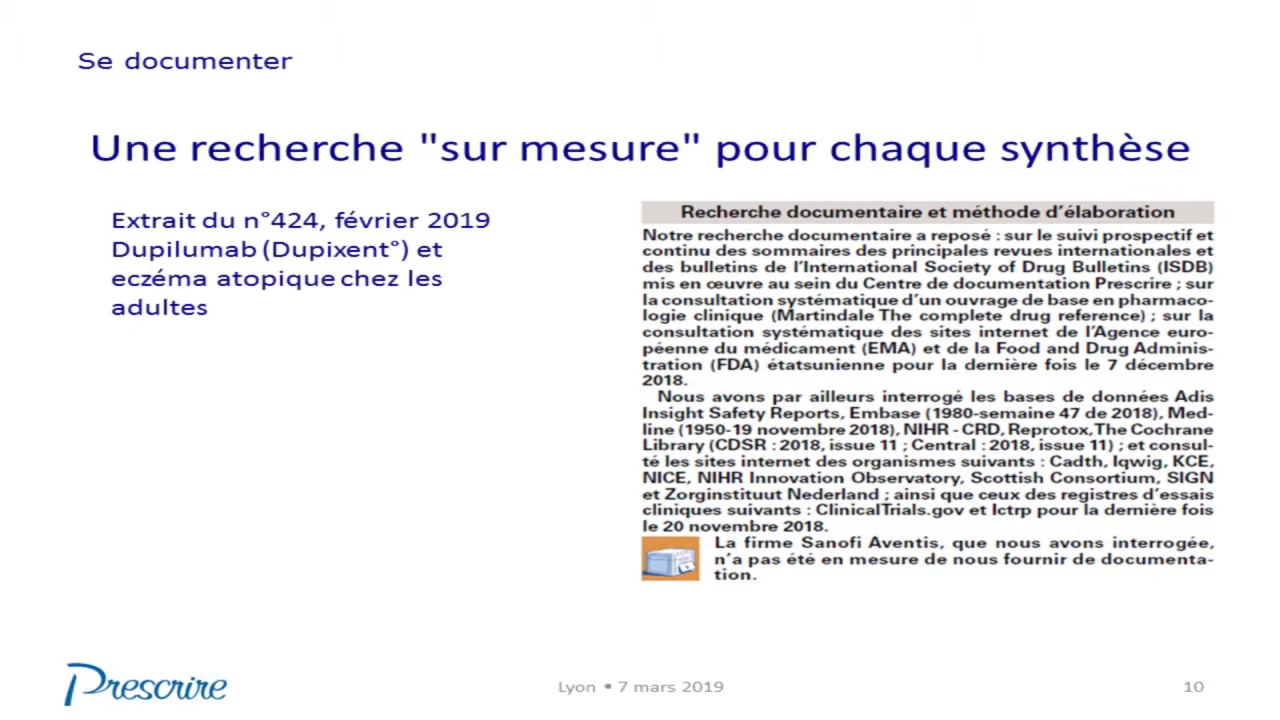 Se documenter
Une recherche "sur mesure" pour chaque synthèse
Extrait du n°424, février 2019
Dupilumab (Dupixent°) et
eczéma atopique chez les
adultes
Recherche documentaire et méthode d'élaboration
Notre recherche documentaire a reposé : sur le suivi prospectif et
continu des sommaires des principales revues internationales et
des bulletins de l'International Society of Drug Bulletins (ISDB)
mis en œuvre au sein du Centre de documentation Prescrire ; sur
la consultation systématique d'un ouvrage de base en pharmaco-
logie clinique (Martindale The complete drug reference) ; sur la
consultation systématique des sites internet de l'Agence euro-
péenne du médicament (EMA) et de la Food and Drug Adminis-
tration (FDA) étatsunienne pour la dernière fois le 7 décembre
2018.
Nous avons par ailleurs interrogé les bases de données Adis
Insight Safety Reports, Embase (1980-semaine 47 de 2018), Med-
line (1950-19 novembre 2018), NIHR - CRD, Reprotox, The Cochrane
Library (CDSR : 2018, issue 11 ; Central : 2018, issue 11) ; et consul-
té les sites internet des organismes suivants : Cadth, Iqwig, KCE,
NICE, NIHR Innovation Observatory, Scottish Consortium, SIGN
et Zorginstituut Nederland ; ainsi que ceux des registres d'essais
cliniques suivants : ClinicalTrials.gov et Ictrp pour la dernière fois
le 20 novembre 2018.
La firme Sanofi Aventis, que nous avons interrogée,
n'a pas été en mesure de nous fournir de documenta-
tion.
Prescrire
Lyon • 7 mars 2019
10